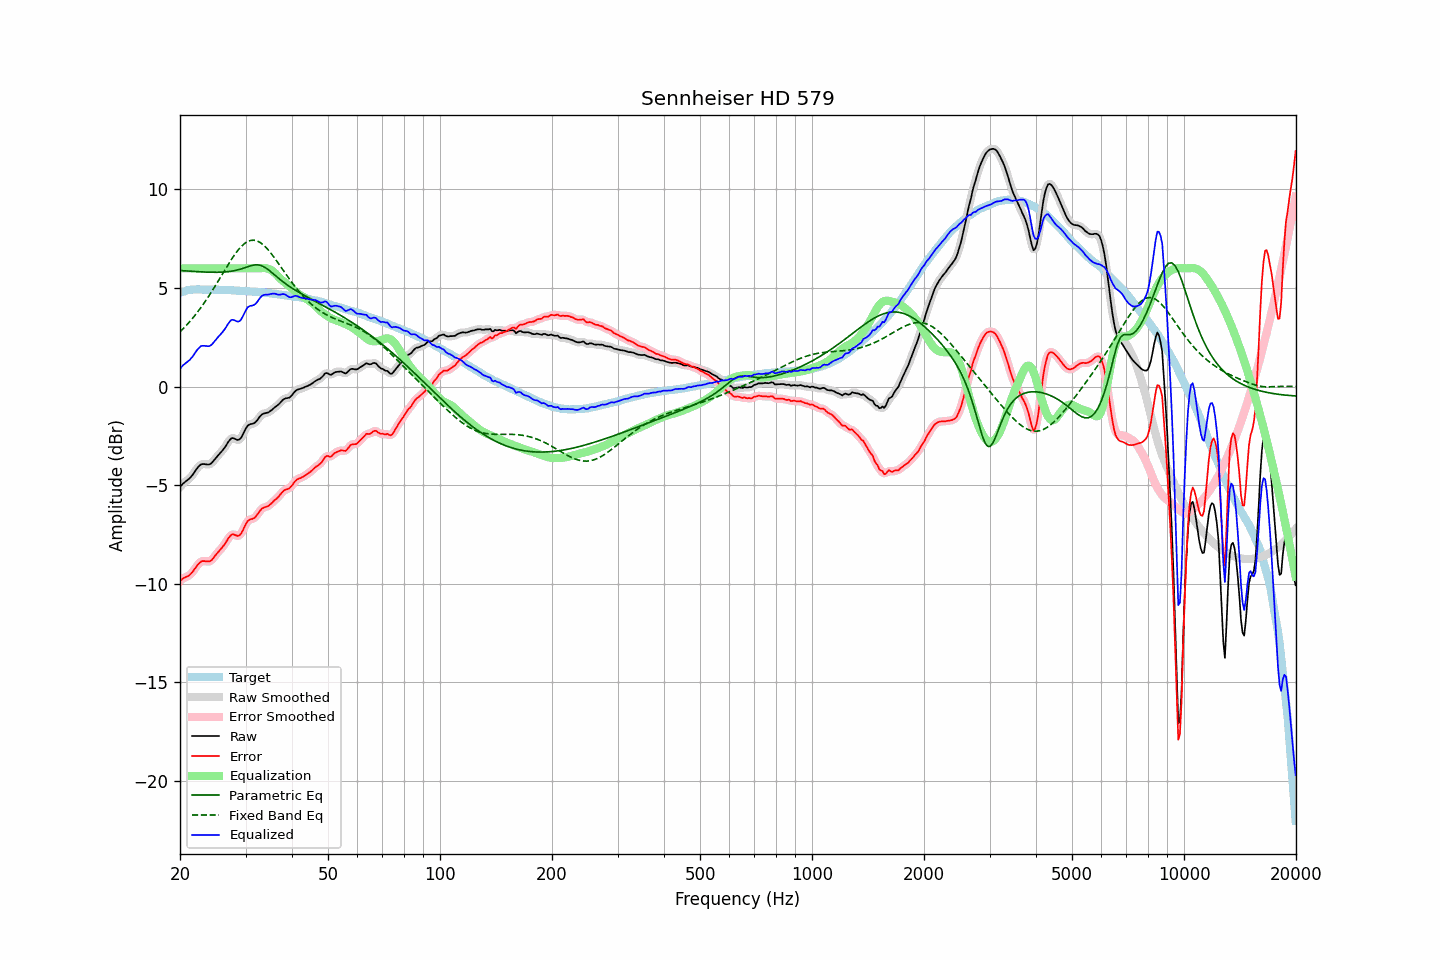 Sennheiser HD 579
Amplitude (dBr)
10
5
0
−5
−10
−15
−20
Target
Raw Smoothed
Error Smoothed
Raw
Error
Equalization
Parametric Eq
Fixed Band Eq
Equalized
20 50 100 200 500 1000 2000 5000 10000 20000
Frequency (Hz)